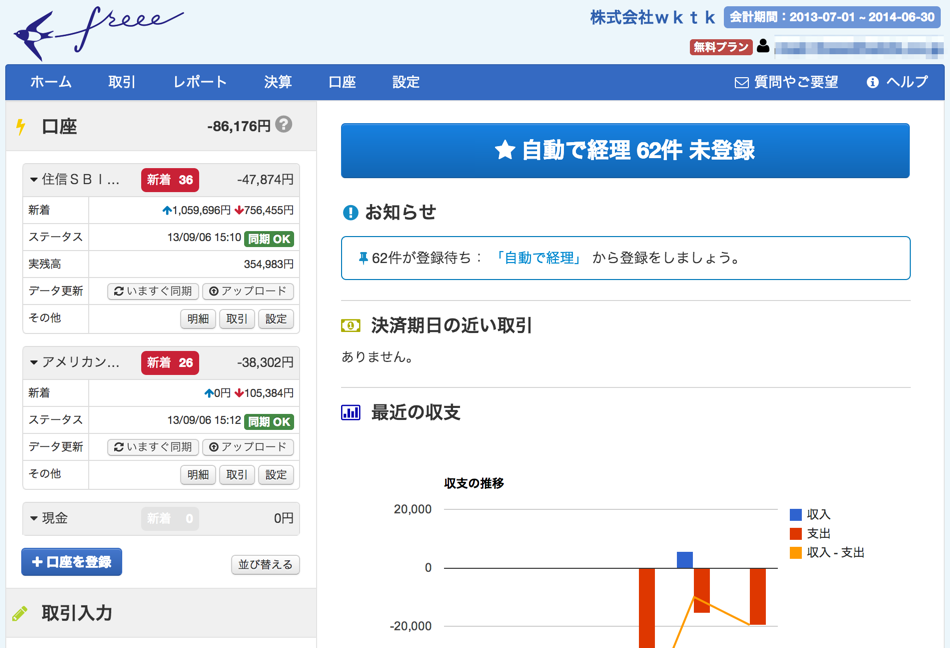 freee
株式会社ｗｋｔｋ 会計期間：2013-07-01 ~ 2014-06-30
無料プラン
ホーム 取引 レポート 決算 口座 設定 質問やご要望 ヘルプ
口座 -86,176円 ?
住信ＳＢＩ... 新着 36 -47,874円
新着 1,059,696円 756,455円
ステータス 13/09/06 15:10 同期 OK
実残高 354,983円
データ更新 いますぐ同期 アップロード
その他 明細 取引 設定
アメリカン... 新着 26 -38,302円
新着 0円 105,384円
ステータス 13/09/06 15:12 同期 OK
データ更新 いますぐ同期 アップロード
その他 明細 取引 設定
現金 新着 0 0円
口座を登録 並び替える
取引入力
自動で経理 62件 未登録
お知らせ
62件が登録待ち： 「自動で経理」 から登録をしましょう。
決済期日の近い取引
ありません。
最近の収支
収支の推移
20,000
0
-20,000
収入
支出
収入 - 支出